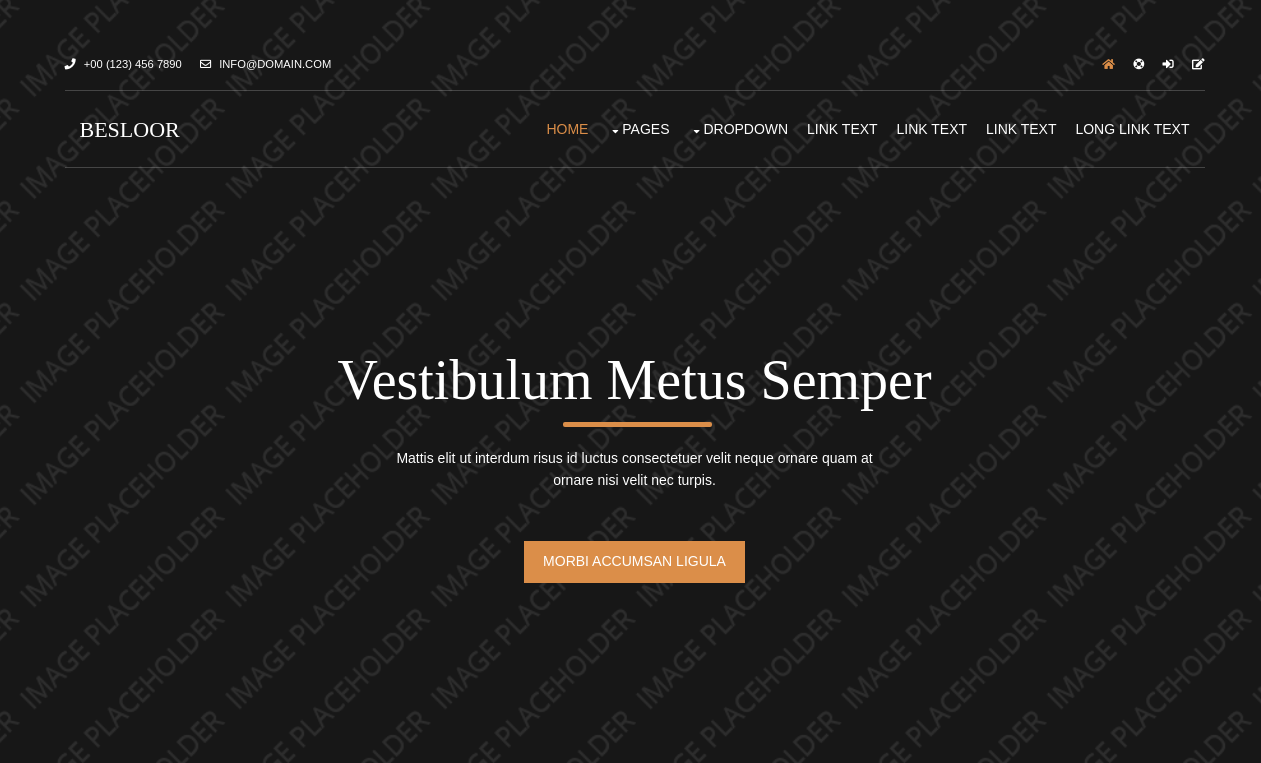 +00 (123) 456 7890 INFO@DOMAIN.COM
BESLOOR HOME PAGES DROPDOWN LINK TEXT LINK TEXT LINK TEXT LONG LINK TEXT
Vestibulum Metus Semper
Mattis elit ut interdum risus id luctus consectetuer velit neque ornare quam at
ornare nisi velit nec turpis.
MORBI ACCUMSAN LIGULA
IMAGE PLACEHOLDER